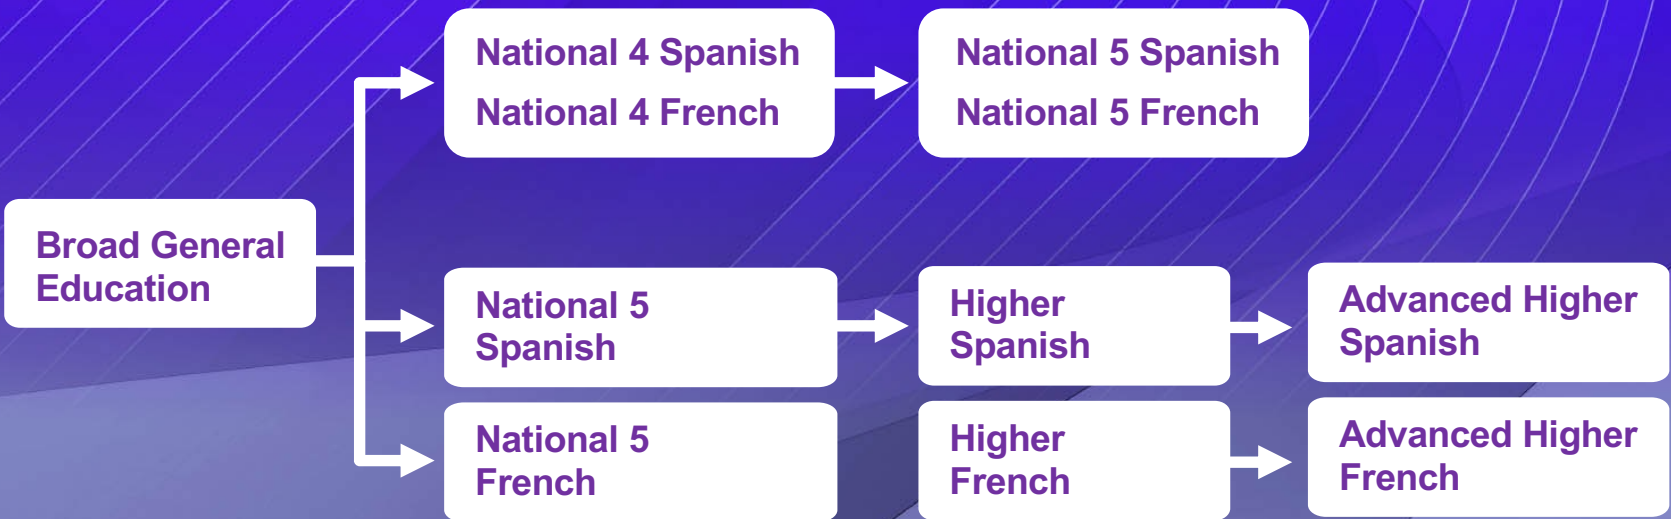 National 4 Spanish
National 4 French
National 5 Spanish
National 5 French
Broad General
Education
National 5
Spanish
Higher
Spanish
Advanced Higher
Spanish
National 5
French
Higher
French
Advanced Higher
French